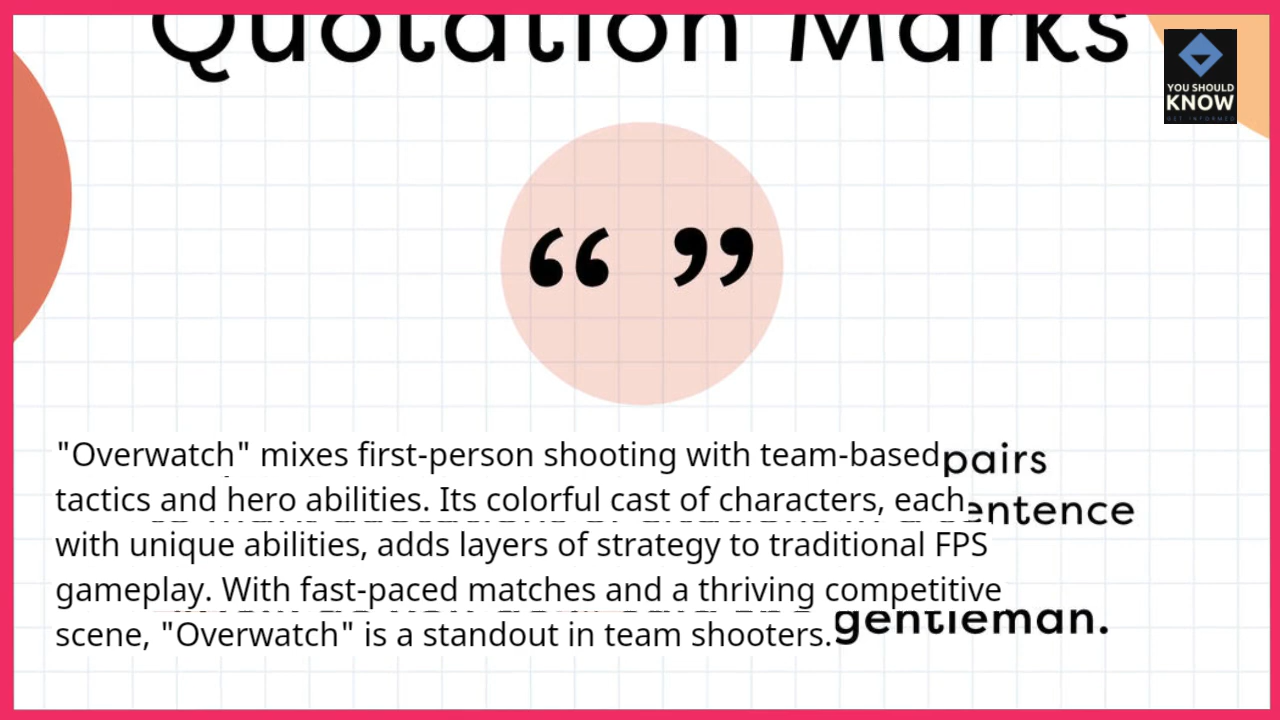 Quotation Marks
YOU SHOULD
KNOW
GET INFORMED
“ ”
"Overwatch" mixes first-person shooting with team-based
pairs
tactics and hero abilities. Its colorful cast of characters, each
entence
with unique abilities, adds layers of strategy to traditional FPS
gameplay. With fast-paced matches and a thriving competitive
gentleman.
scene, "Overwatch" is a standout in team shooters.